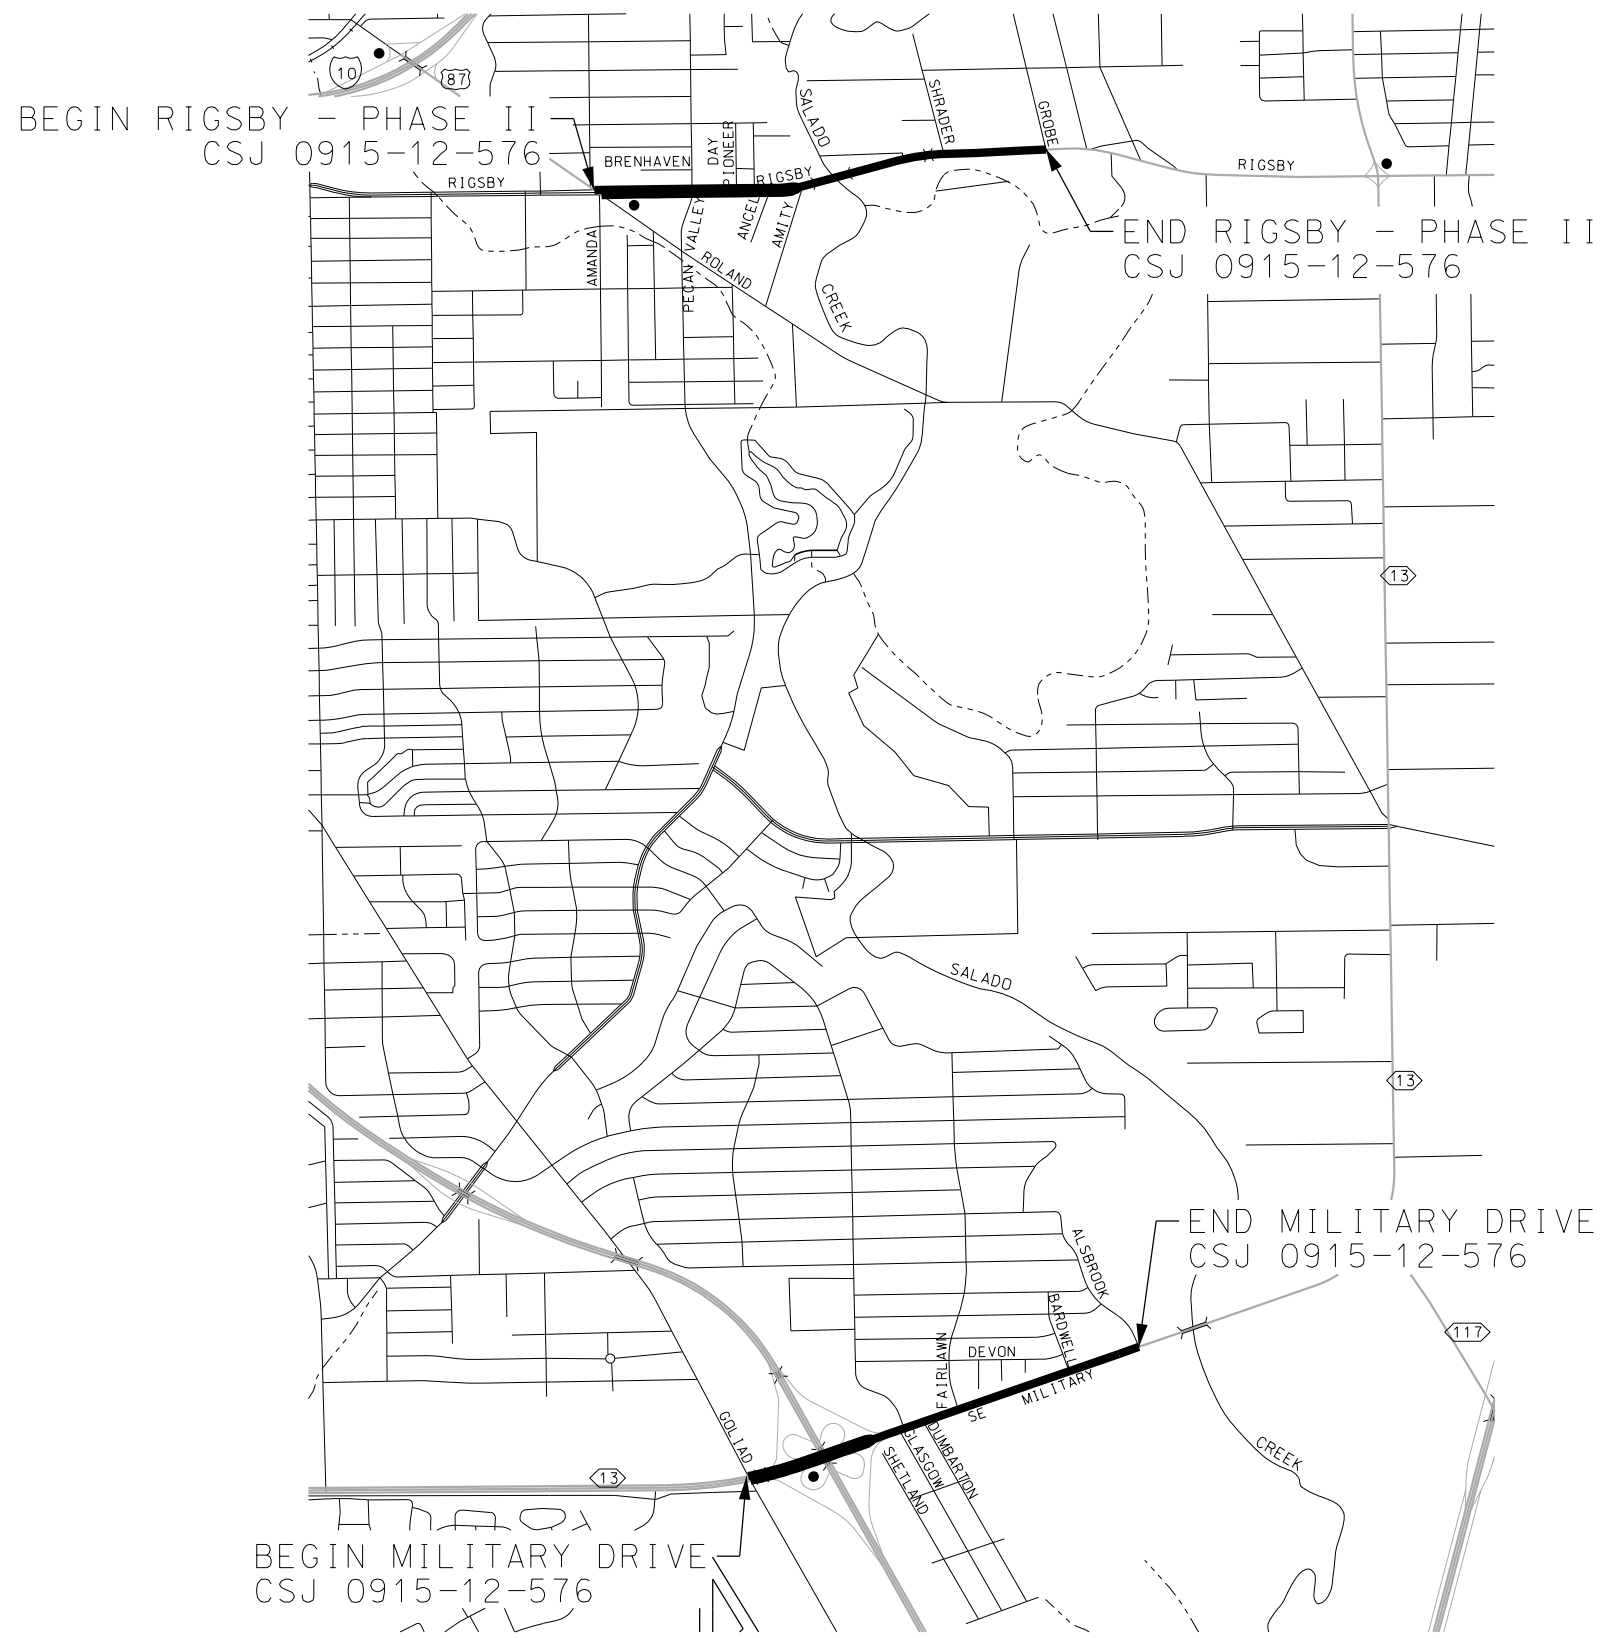 10
87
BEGIN RIGSBY - PHASE II
CSJ 0915-12-576
SALADO
SHRADER
GROBE
BRENHAVEN
DAY
PIONEER
RIGSBY
RIGSBY
RIGSBY
AMANDA
PECAN VALLEY
ANCEL
AMITY
ROLAND
END RIGSBY - PHASE II
CSJ 0915-12-576
CREEK
13
SALADO
13
END MILITARY DRIVE
CSJ 0915-12-576
ALSBROOK
BARDWELL
117
DEVON
FAIRLAWN
SE MILITARY
GOLIAD
GLASGOW
DUMBARTON
SHETLAND
CREEK
13
BEGIN MILITARY DRIVE
CSJ 0915-12-576